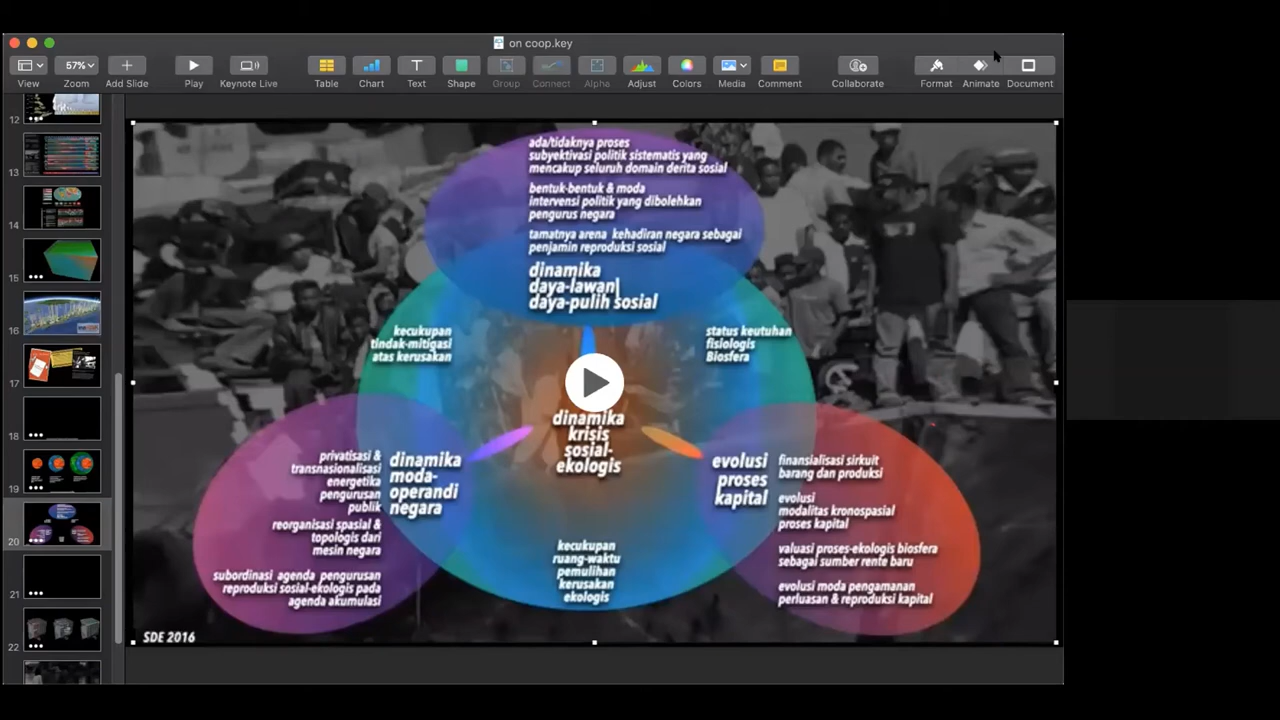 on coop.key
57%
View
Zoom
Add Slide
Play
Keynote Live
Table
Chart
Text
Shape
Group
Connect
Alpha
Adjust
Colors
Media
Comment
Collaborate
Format
Animate
Document
12
13
14
15
16
17
18
19
20
21
22
ada/tidaknya proses
subyektivasi politik sistematis yang
mencakup seluruh domain derita sosial
bentuk-bentuk & moda
intervensi politik yang dibolehkan
pengurus negara
tamatnya arena kehadiran negara sebagai
penjamin reproduksi sosial
dinamika
daya-lawan|
daya-pulih sosial
kecukupan
tindak-mitigasi
atas kerusakan
status keutuhan
fisiologis
Biosfera
dinamika
krisis
sosial-
ekologis
privatisasi &
transnasionalisasi
energetika
pengurusan
publik
reorganisasi spasial &
topologis dari
mesin negara
subordinasi agenda pengurusan
reproduksi sosial-ekologis pada
agenda akumulasi
dinamika
moda-
operandi
negara
evolusi
proses
kapital
finansialisasi sirkuit
barang dan produksi
evolusi
modalitas kronospasial
proses kapital
valuasi proses-ekologis biosfera
sebagai sumber rente baru
evolusi moda pengamanan
perluasan & reproduksi kapital
kecukupan
ruang-waktu
pemulihan
kerusakan
ekologis
SDE 2016